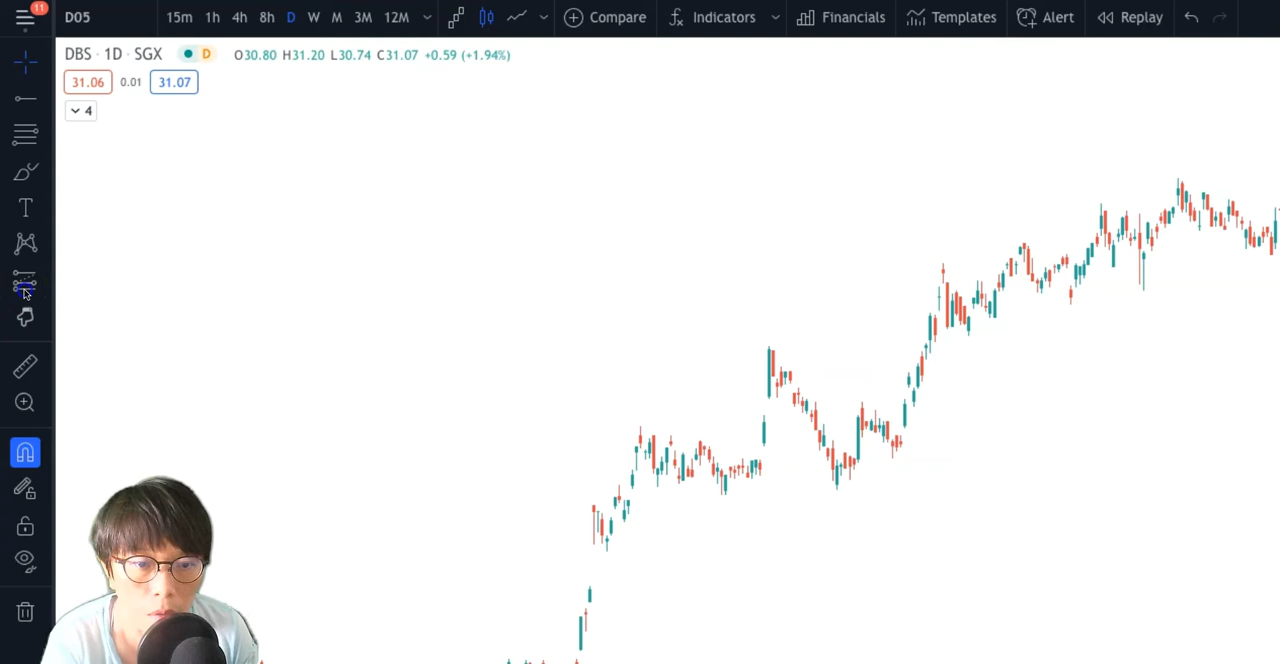 11
D05 15m 1h 4h 8h D W M 3M 12M Compare Indicators Financials Templates Alert Replay
DBS · 1D · SGX D O30.80 H31.20 L30.74 C31.07 +0.59 (+1.94%)
31.06 0.01 31.07
4